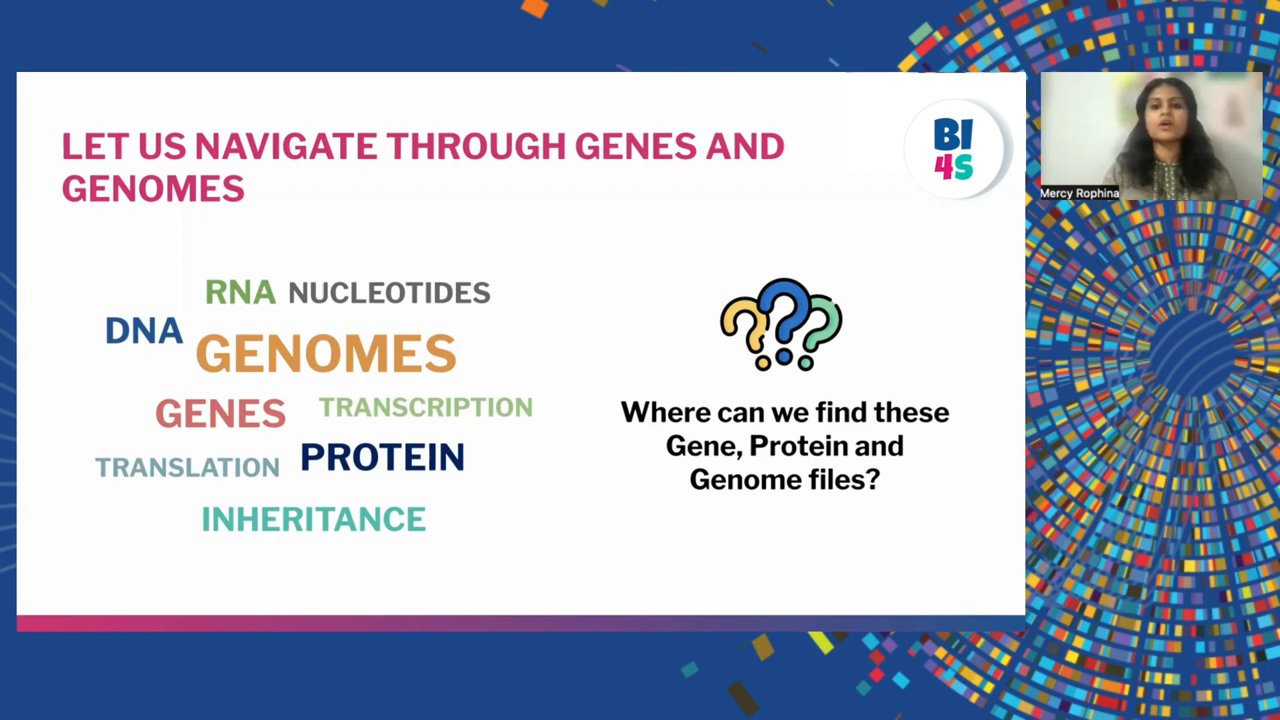 LET US NAVIGATE THROUGH GENES AND
GENOMES
BI
4S
Mercy Rophina
RNA NUCLEOTIDES
DNA
GENOMES
GENES TRANSCRIPTION
TRANSLATION PROTEIN
INHERITANCE
Where can we find these
Gene, Protein and
Genome files?